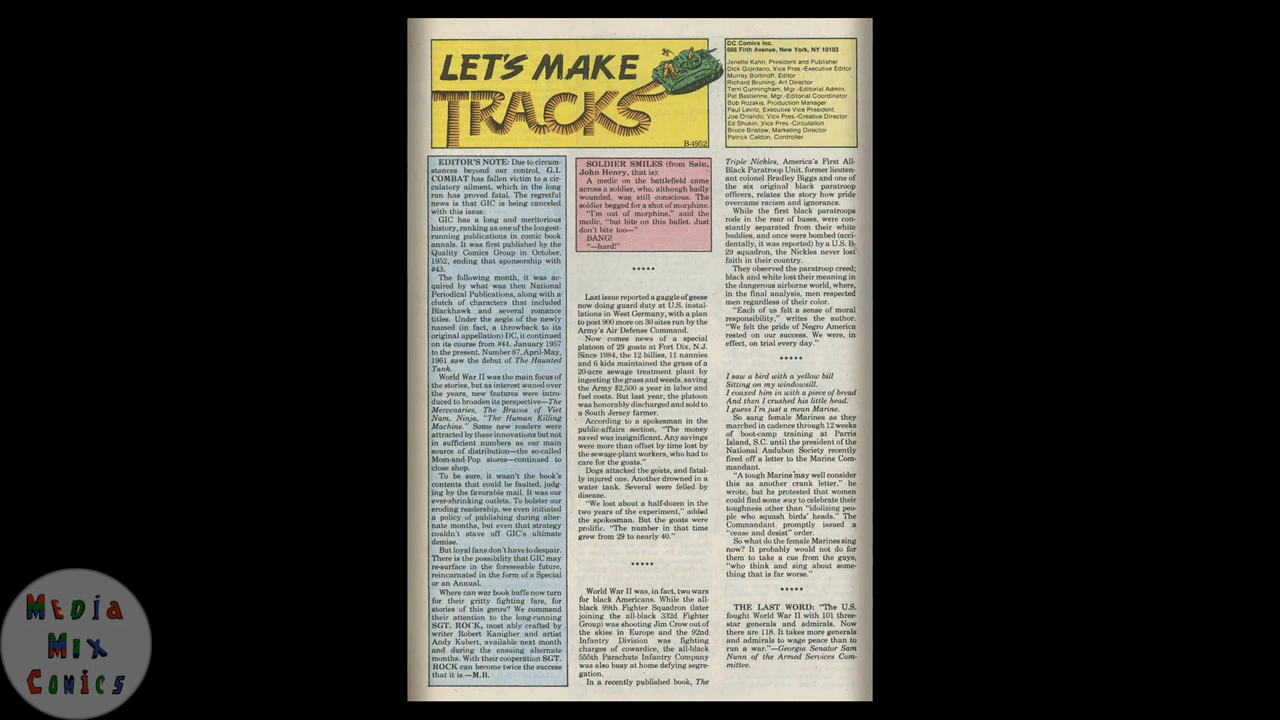 LET'S MAKE
TRACKS
B-4952
DC Comics Inc.
666 Fifth Avenue, New York, NY 10103
Jenette Kahn, President and Publisher
Dick Giordano, Vice Pres.-Executive Editor
Murray Boltinoff, Editor
Richard Bruning, Art Director
Terri Cunningham, Mgr.-Editorial Admin.
Pat Bastienne, Mgr.-Editorial Coordinator
Bob Rozakis, Production Manager
Paul Levitz, Executive Vice President
Joe Orlando, Vice Pres.-Creative Director
Ed Shukin, Vice Pres.-Circulation
Bruce Bristow, Marketing Director
Patrick Caldon, Controller
EDITOR'S NOTE: Due to circum-
stances beyond our control, G.I.
COMBAT has fallen victim to a cir-
culatory ailment, which in the long
run has proved fatal. The regretful
news is that GIC is being canceled
with this issue.
GIC has a long and meritorious
history, ranking as one of the longest-
running publications in comic book
annals. It was first published by the
Quality Comics Group in October,
1952, ending that sponsorship with
#43.
The following month, it was ac-
quired by what was then National
Periodical Publications, along with a
clutch of characters that included
Blackhawk and several romance
titles. Under the aegis of the newly
named (in fact, a throwback to its
original appellation) DC, it continued
on its course from #44, January 1957
to the present. Number 87, April-May,
1961 saw the debut of The Haunted
Tank.
World War II was the main focus of
the stories, but as interest waned over
the years, new features were intro-
duced to broaden its perspective—The
Mercenaries, The Bravos of Viet
Nam, Ninja, "The Human Killing
Machine." Some new readers were
attracted by these innovations but not
in sufficient numbers as our main
source of distribution—the so-called
Mom-and-Pop stores—continued to
close shop.
To be sure, it wasn't the book's
contents that could be faulted, judg-
ing by the favorable mail. It was our
ever-shrinking outlets. To bolster our
eroding readership, we even initiated
a policy of publishing during alter-
nate months, but even that strategy
couldn't stave off GIC's ultimate
demise.
But loyal fans don't have to despair.
There is the possibility that GIC may
re-surface in the foreseeable future,
reincarnated in the form of a Special
or an Annual.
Where can war book buffs now turn
for their gritty fighting fare, for
stories of this genre? We commend
their attention to the long-running
SGT. ROCK, most ably crafted by
writer Robert Kanigher and artist
Andy Kubert, available next month
and during the ensuing alternate
months. With their cooperation SGT.
ROCK can become twice the success
that it is.—M.B.
SOLDIER SMILES (from Sain,
John Henry, that is):
A medic on the battlefield came
across a soldier, who, although badly
wounded, was still conscious. The
soldier begged for a shot of morphine.
"I'm out of morphine," said the
medic, "but bite on this bullet. Just
don't bite too—"
BANG!
"—hard!"
*****
Last issue reported a gaggle of geese
now doing guard duty at U.S. instal-
lations in West Germany, with a plan
to post 900 more on 30 sites run by the
Army's Air Defense Command.
Now comes news of a special
platoon of 29 goats at Fort Dix, N.J.
Since 1984, the 12 billies, 11 nannies
and 6 kids maintained the grass of a
20-acre sewage treatment plant by
ingesting the grass and weeds, saving
the Army $2,500 a year in labor and
fuel costs. But last year, the platoon
was honorably discharged and sold to
a South Jersey farmer.
According to a spokesman in the
public-affairs section, "The money
saved was insignificant. Any savings
were more than offset by time lost by
the sewage-plant workers, who had to
care for the goats."
Dogs attacked the goats, and fatal-
ly injured one. Another drowned in a
water tank. Several were felled by
disease.
"We lost about a half-dozen in the
two years of the experiment," added
the spokesman. But the goats were
prolific. "The number in that time
grew from 29 to nearly 40."
*****
World War II was, in fact, two wars
for black Americans. While the all-
black 99th Fighter Squadron (later
joining the all-black 332d Fighter
Group) was shooting Jim Crow out of
the skies in Europe and the 92nd
Infantry Division was fighting
charges of cowardice, the all-black
555th Parachute Infantry Company
was also busy at home defying segre-
gation.
In a recently published book, The
Triple Nickles, America's First All-
Black Paratroop Unit, former lieuten-
ant colonel Bradley Biggs and one of
the six original black paratroop
officers, relates the story how pride
overcame racism and ignorance.
While the first black paratroops
rode in the rear of buses, were con-
stantly separated from their white
buddies, and once were bombed (acci-
dentally, it was reported) by a U.S. B-
29 squadron, the Nickles never lost
faith in their country.
They observed the paratroop creed;
black and white lost their meaning in
the dangerous airborne world, where,
in the final analysis, men respected
men regardless of their color.
"Each of us felt a sense of moral
responsibility," writes the author.
"We felt the pride of Negro America
rested on our success. We were, in
effect, on trial every day."
*****
I saw a bird with a yellow bill
Sitting on my windowsill.
I coaxed him in with a piece of bread
And then I crushed his little head.
I guess I'm just a mean Marine.
So sang female Marines as they
marched in cadence through 12 weeks
of boot-camp training at Parris
Island, S.C. until the president of the
National Audubon Society recently
fired off a letter to the Marine Com-
mandant.
"A tough Marine may well consider
this as another crank letter," he
wrote, but he protested that women
could find some way to celebrate their
toughness other than "idolizing peo-
ple who squash birds' heads." The
Commandant promptly issued a
"cease and desist" order.
So what do the female Marines sing
now? It probably would not do for
them to take a cue from the guys,
"who think and sing about some-
thing that is far worse."
*****
THE LAST WORD: "The U.S.
fought World War II with 101 three-
star generals and admirals. Now
there are 118. It takes more generals
and admirals to wage peace than to
run a war."—Georgia Senator Sam
Nunn of the Armed Services Com-
mittee.
MEDIA
MIX
COMICS